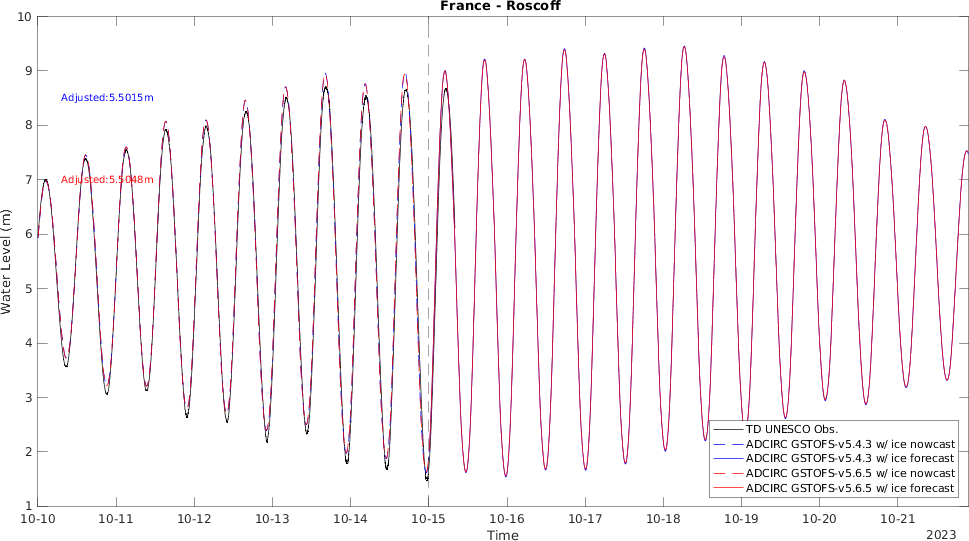 France - Roscoff
10
9
8
7
6
5
4
3
2
1
Water Level (m)
Adjusted:5.5015m
Adjusted:5.5048m
TD UNESCO Obs.
ADCIRC GSTOFS-v5.4.3 w/ ice nowcast
ADCIRC GSTOFS-v5.4.3 w/ ice forecast
ADCIRC GSTOFS-v5.6.5 w/ ice nowcast
ADCIRC GSTOFS-v5.6.5 w/ ice forecast
10-10 10-11 10-12 10-13 10-14 10-15 10-16 10-17 10-18 10-19 10-20 10-21
Time
2023